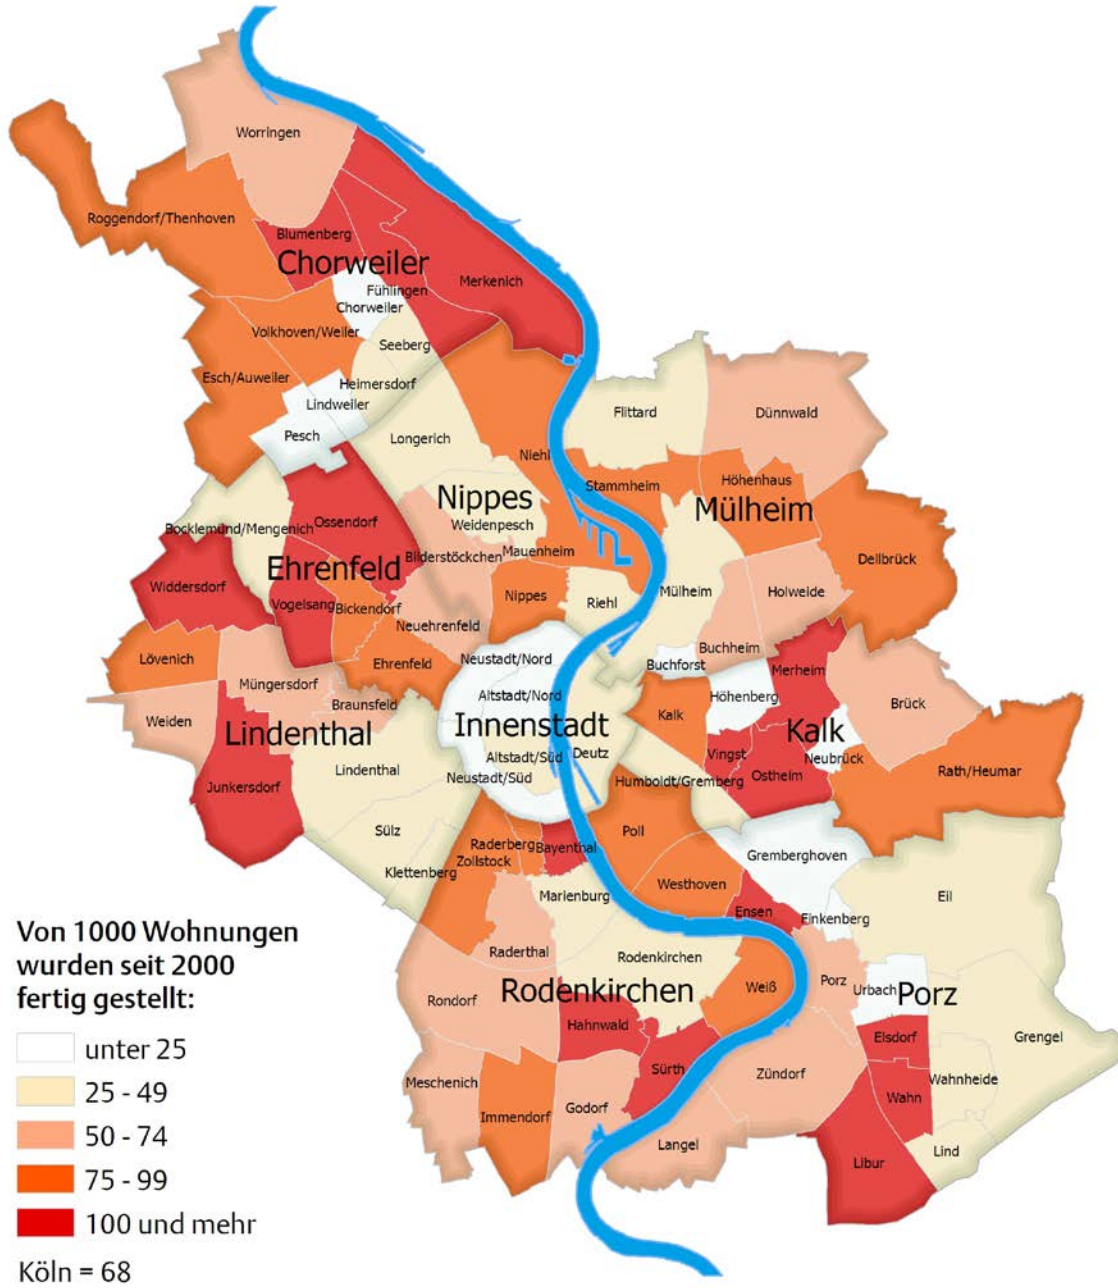 Worringen
Roggendorf/Thenhoven
Blumenberg
Chorweiler
Merkenich
Fühlingen
Chorweiler
Volkhoven/Weiler
Seeberg
Esch/Auweiler
Heimersdorf
Lindweiler
Pesch
Longerich
Flittard
Dünnwald
Niehl
Stammheim
Höhenhaus
Nippes
Mülheim
Weidenpesch
Ossendorf
Bocklemünd/Mengenich
Mauenheim
Bilderstöckchen
Dellbrück
Ehrenfeld
Widdersdorf
Vogelsang
Bickendorf
Nippes
Riehl
Mülheim
Holweide
Neuehrenfeld
Buchheim
Lövenich
Ehrenfeld
Neustadt/Nord
Buchforst
Merheim
Müngersdorf
Altstadt/Nord
Höhenberg
Braunsfeld
Brück
Weiden
Kalk
Lindenthal
Innenstadt
Kalk
Vingst
Deutz
Altstadt/Süd
Neubrück
Lindenthal
Neustadt/Süd
Humboldt/Gremberg
Ostheim
Rath/Heumar
Junkersdorf
Sülz
Poll
Raderberg
Bayenthal
Zollstock
Gremberghoven
Klettenberg
Westhoven
Marienburg
Eil
Ensen
Finkenberg
Raderthal
Rodenkirchen
Porz
Weiß
Urbach
Porz
Rodenkirchen
Rondorf
Hahnwald
Elsdorf
Grengel
Sürth
Zündorf
Wahnheide
Meschenich
Wahn
Immendorf
Godorf
Langel
Lind
Libur
Von 1000 Wohnungen
wurden seit 2000
fertig gestellt:
unter 25
25 - 49
50 - 74
75 - 99
100 und mehr
Köln = 68